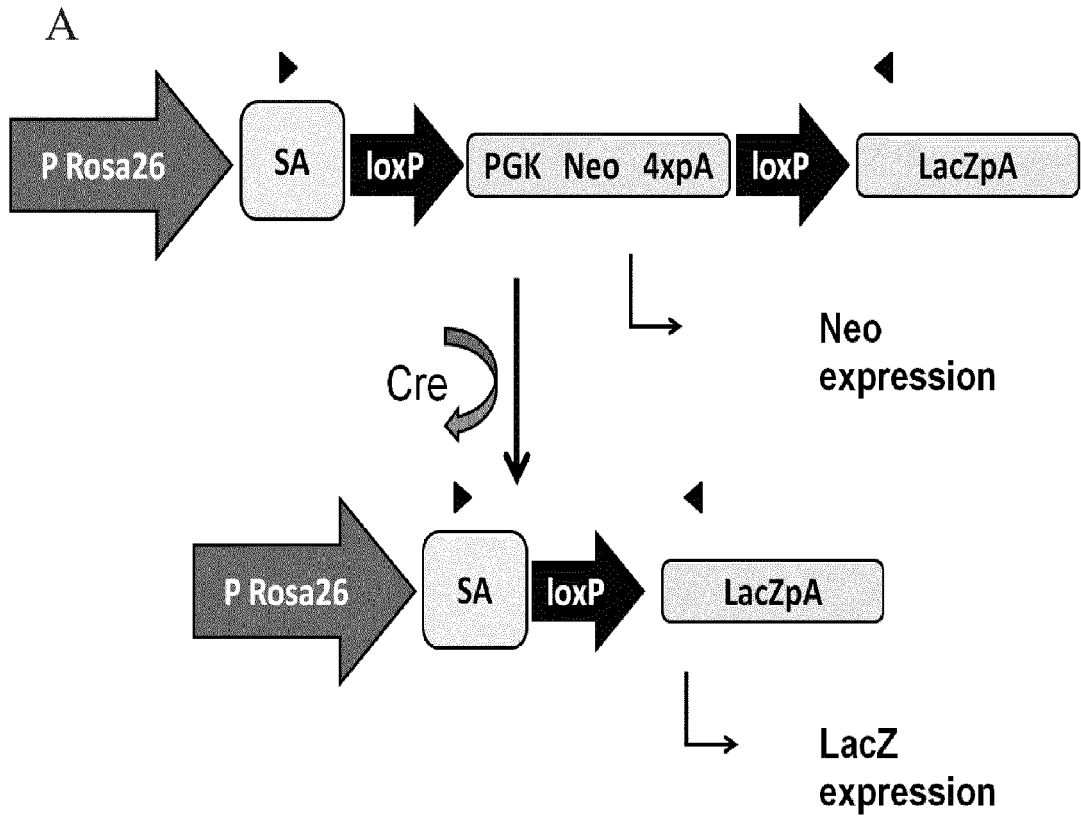 A
P Rosa26 SA loxP PGK Neo 4xpA loxP LacZpA
Neo
expression
Cre
P Rosa26 SA loxP LacZpA
LacZ
expression